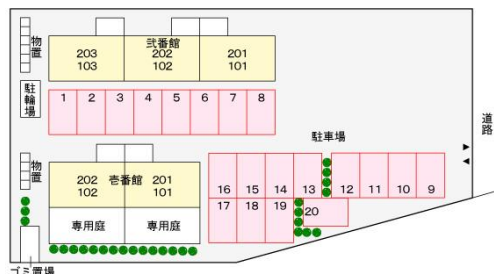 物置
弐番館
203 202 201
103 102 101
駐輪場
1 2 3 4 5 6 7 8
駐車場
道路
物置
壱番館
202 201
102 101
専用庭 専用庭
16 15 14 13 12 11 10 9
17 18 19 20
ゴミ置場